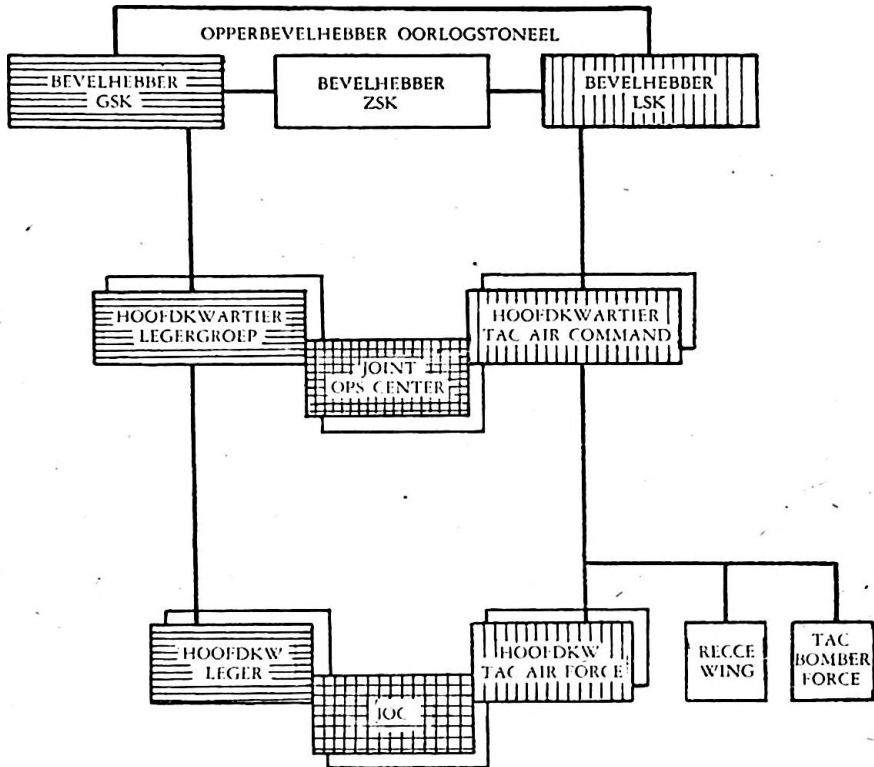 OPPERBEVELHEBBER OORLOGSTONEEL
BEVELHEBBER
GSK
BEVELHEBBER
ZSK
BEVELHEBBER
LSK
HOOFDKWARTIER
LEGERGROEP
HOOFDKWARTIER
TAC AIR COMMAND
JOINT
OPS CENTER
HOOFDKW
LEGER
HOOFDKW
TAC AIR FORCE
JOC
RECCE
WING
TAC
BOMBER
FORCE